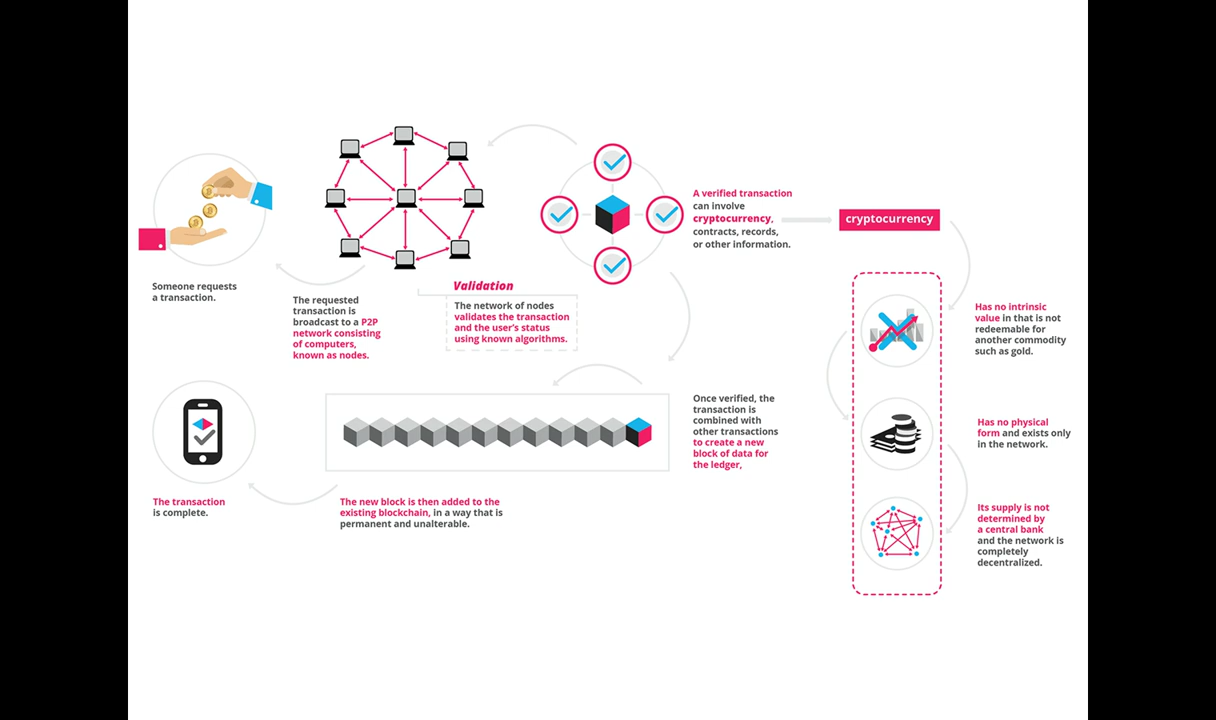 Someone requests
a transaction.
The requested
transaction is
broadcast to a P2P
network consisting
of computers,
known as nodes.
Validation
The network of nodes
validates the transaction
and the user's status
using known algorithms.
A verified transaction
can involve
cryptocurrency,
contracts, records,
or other information.
cryptocurrency
Has no intrinsic
value in that is not
redeemable for
another commodity
such as gold.
Has no physical
form and exists only
in the network.
Its supply is not
determined by
a central bank
and the network is
completely
decentralized.
Once verified, the
transaction is
combined with
other transactions
to create a new
block of data for
the ledger,
The new block is then added to the
existing blockchain, in a way that is
permanent and unalterable.
The transaction
is complete.